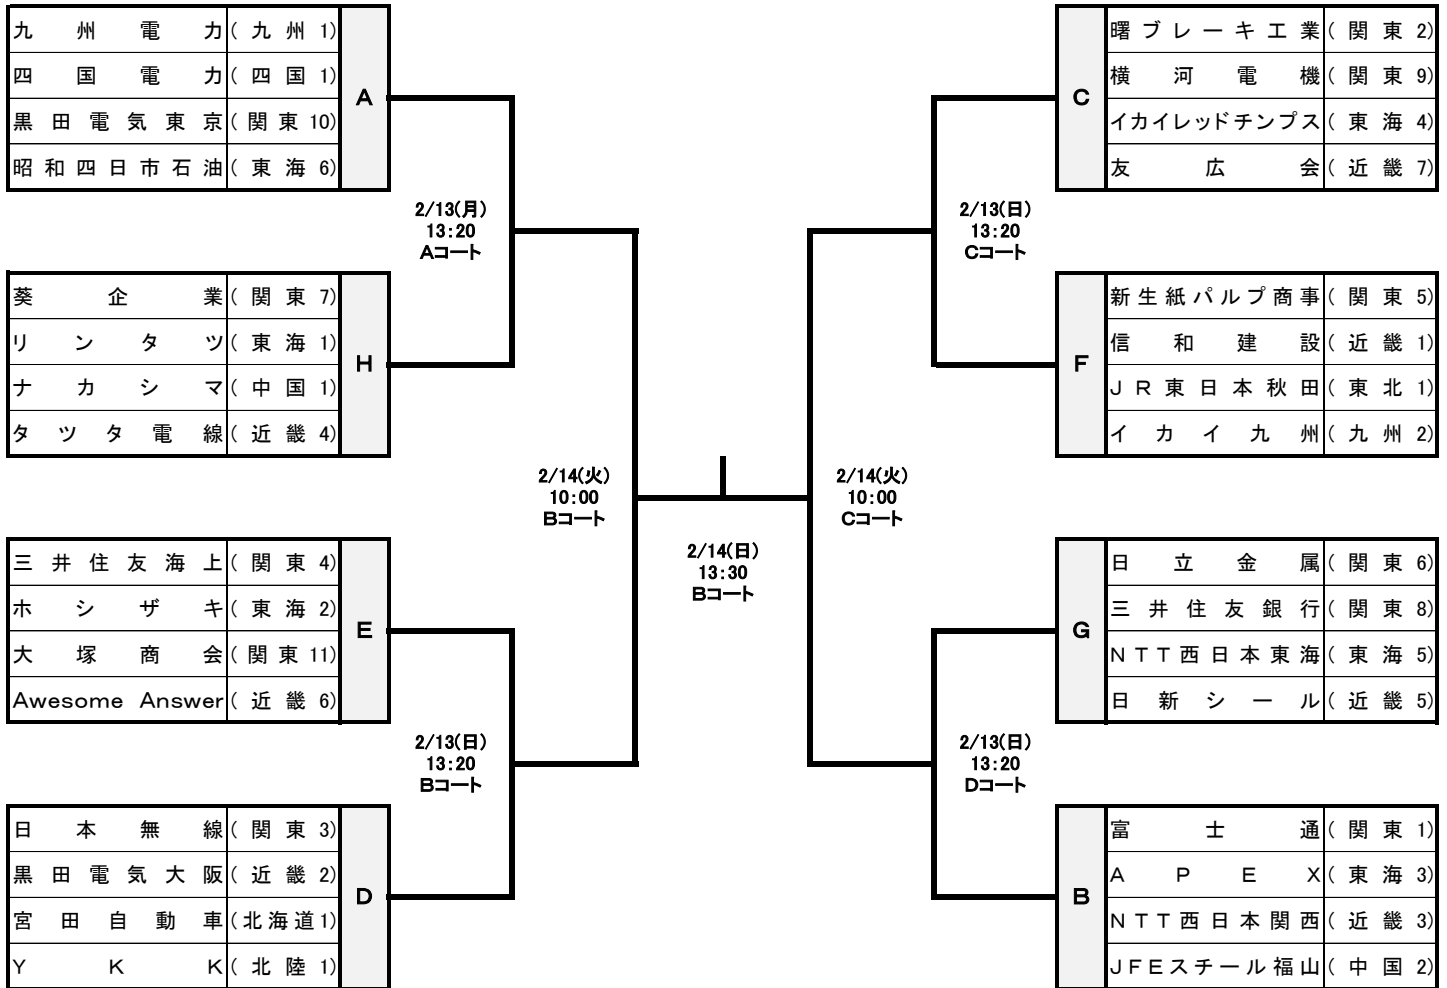 九州電力(九州 1)
四国電力(四国 1)
黒田電気東京(関東 10)
昭和四日市石油(東海 6)
A
2/13(月)
13:20
Aコート
葵企業(関東 7)
リンタツ(東海 1)
ナカシマ(中国 1)
タツタ電線(近畿 4)
H
2/14(火)
10:00
Bコート
三井住友海上(関東 4)
ホシザキ(東海 2)
大塚商会(関東 11)
Awesome Answer(近畿 6)
E
2/13(日)
13:20
Bコート
日本無線(関東 3)
黒田電気大阪(近畿 2)
宮田自動車(北海道 1)
YKK(北陸 1)
D
2/14(日)
13:30
Bコート
C
曙ブレーキ工業(関東 2)
横河電機(関東 9)
イカイレッドチンプス(東海 4)
友広会(近畿 7)
2/13(日)
13:20
Cコート
F
新生紙パルプ商事(関東 5)
信和建設(近畿 1)
JR東日本秋田(東北 1)
イカイ九州(九州 2)
2/14(火)
10:00
Cコート
G
日立金属(関東 6)
三井住友銀行(関東 8)
NTT西日本東海(東海 5)
日新シール(近畿 5)
2/13(日)
13:20
Dコート
B
富士通(関東 1)
APEX(東海 3)
NTT西日本関西(近畿 3)
JFEスチール福山(中国 2)